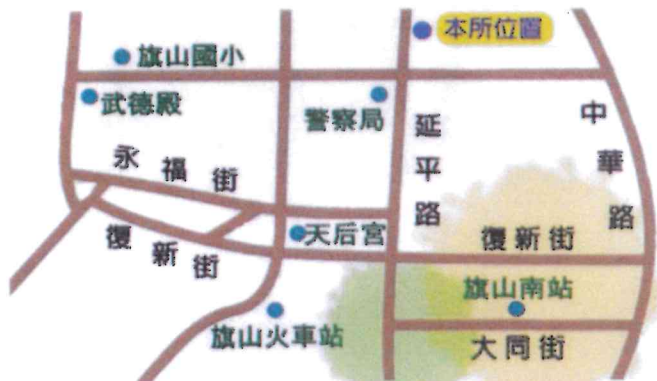 本所位置
旗山國小
武德殿
警察局
延平路
中華路
永福街
復新街
天后宮
復新街
旗山南站
旗山火車站
大同街